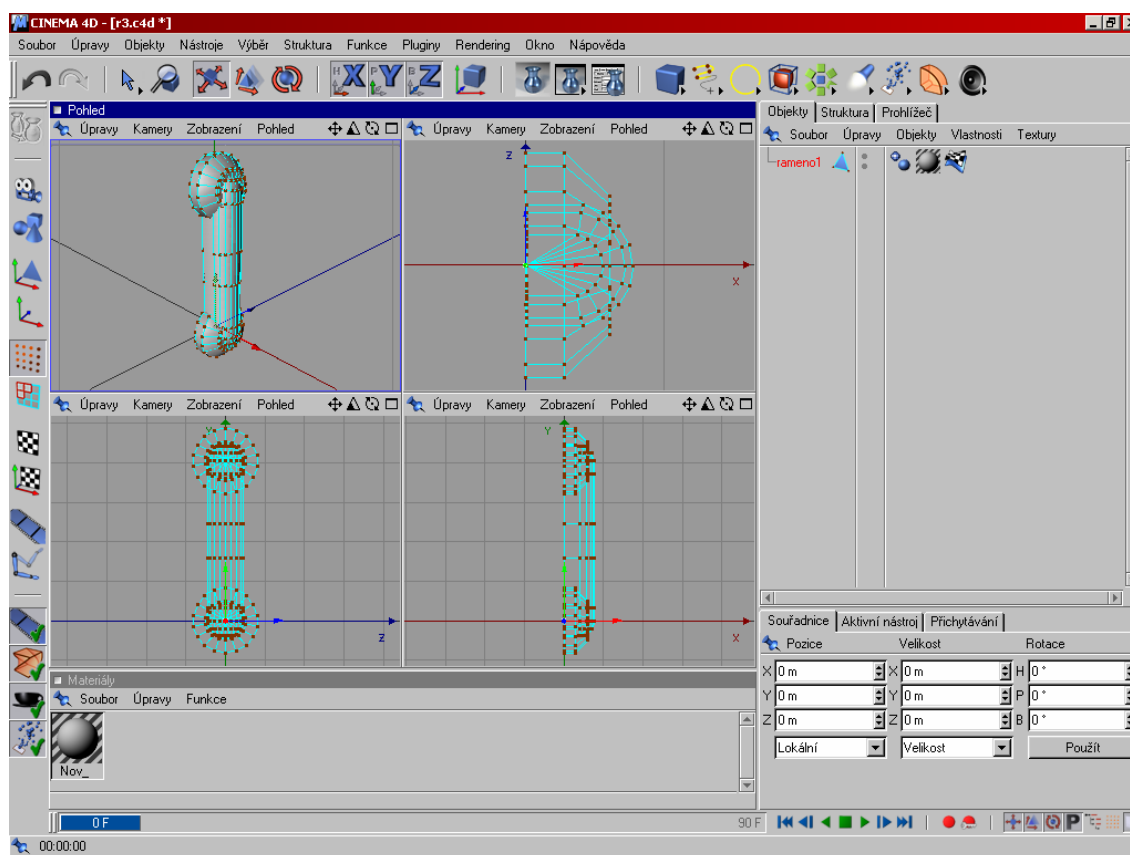 CINEMA 4D - [r3.c4d *]
Soubor Úpravy Objekty Nástroje Výběr Struktura Funkce Pluginy Rendering Okno Nápověda
H X P Y B Z
Pohled
Úpravy Kamery Zobrazení Pohled
Úpravy Kamery Zobrazení Pohled
Z
X
Úpravy Kamery Zobrazení Pohled
Úpravy Kamery Zobrazení Pohled
Y
Z
Y
X
Objekty Struktura Prohlížeč
Soubor Úpravy Objekty Vlastnosti Textury
rameno1
Souřadnice Aktivní nástroj Přichytávání
Pozice Velikost Rotace
X 0 m X 0 m H 0 °
Y 0 m Y 0 m P 0 °
Z 0 m Z 0 m B 0 °
Lokální Velikost Použít
Materiály
Soubor Úpravy Funkce
Nov_
0 F 90 F P
00:00:00